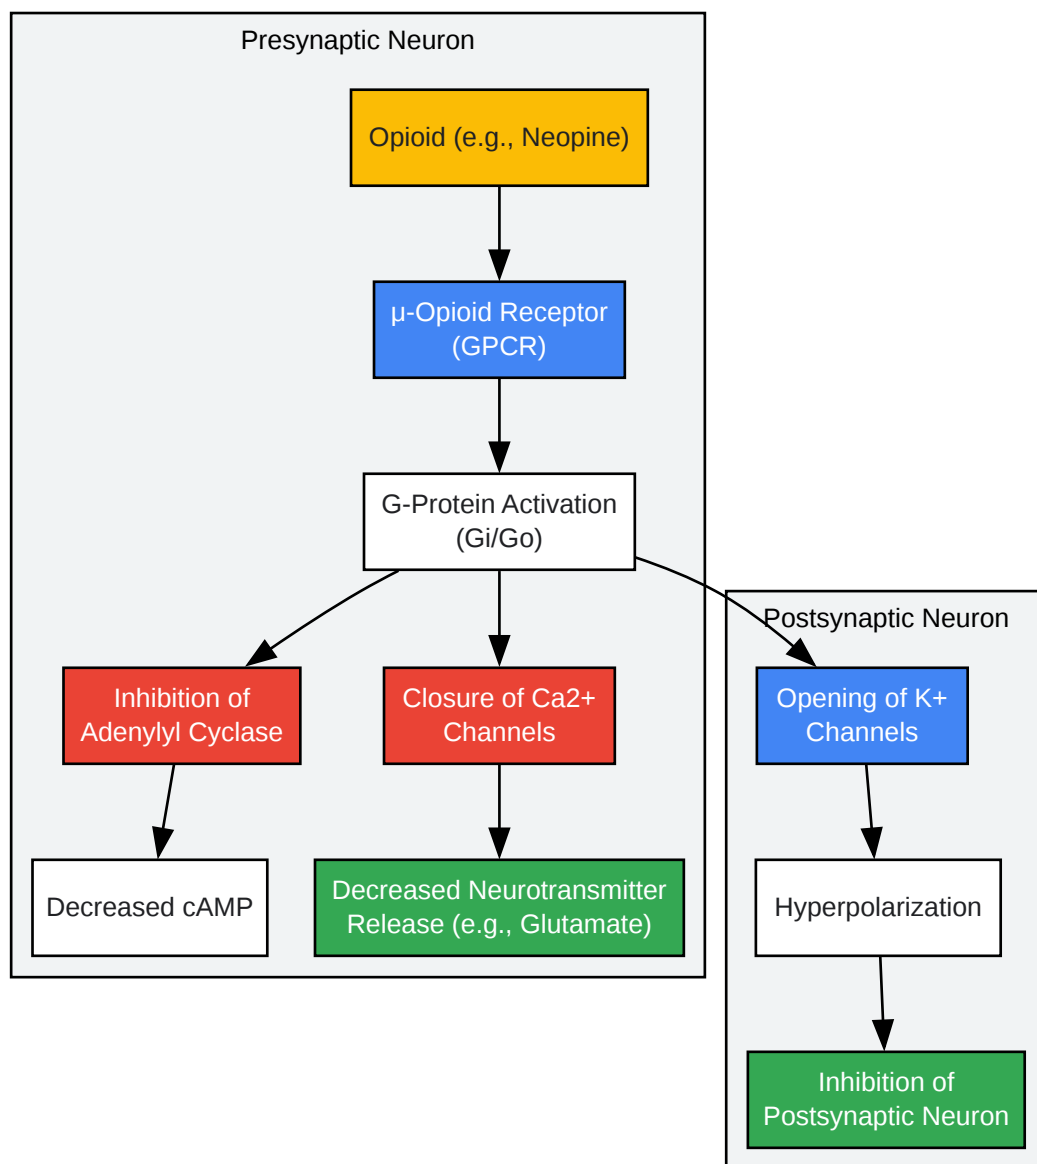 Presynaptic Neuron
Opioid (e.g., Neopine)
μ-Opioid Receptor
(GPCR)
G-Protein Activation
(Gi/Go)
Postsynaptic Neuron
Inhibition of
Adenylyl Cyclase
Closure of Ca2+
Channels
Opening of K+
Channels
Decreased cAMP
Decreased Neurotransmitter
Release (e.g., Glutamate)
Hyperpolarization
Inhibition of
Postsynaptic Neuron